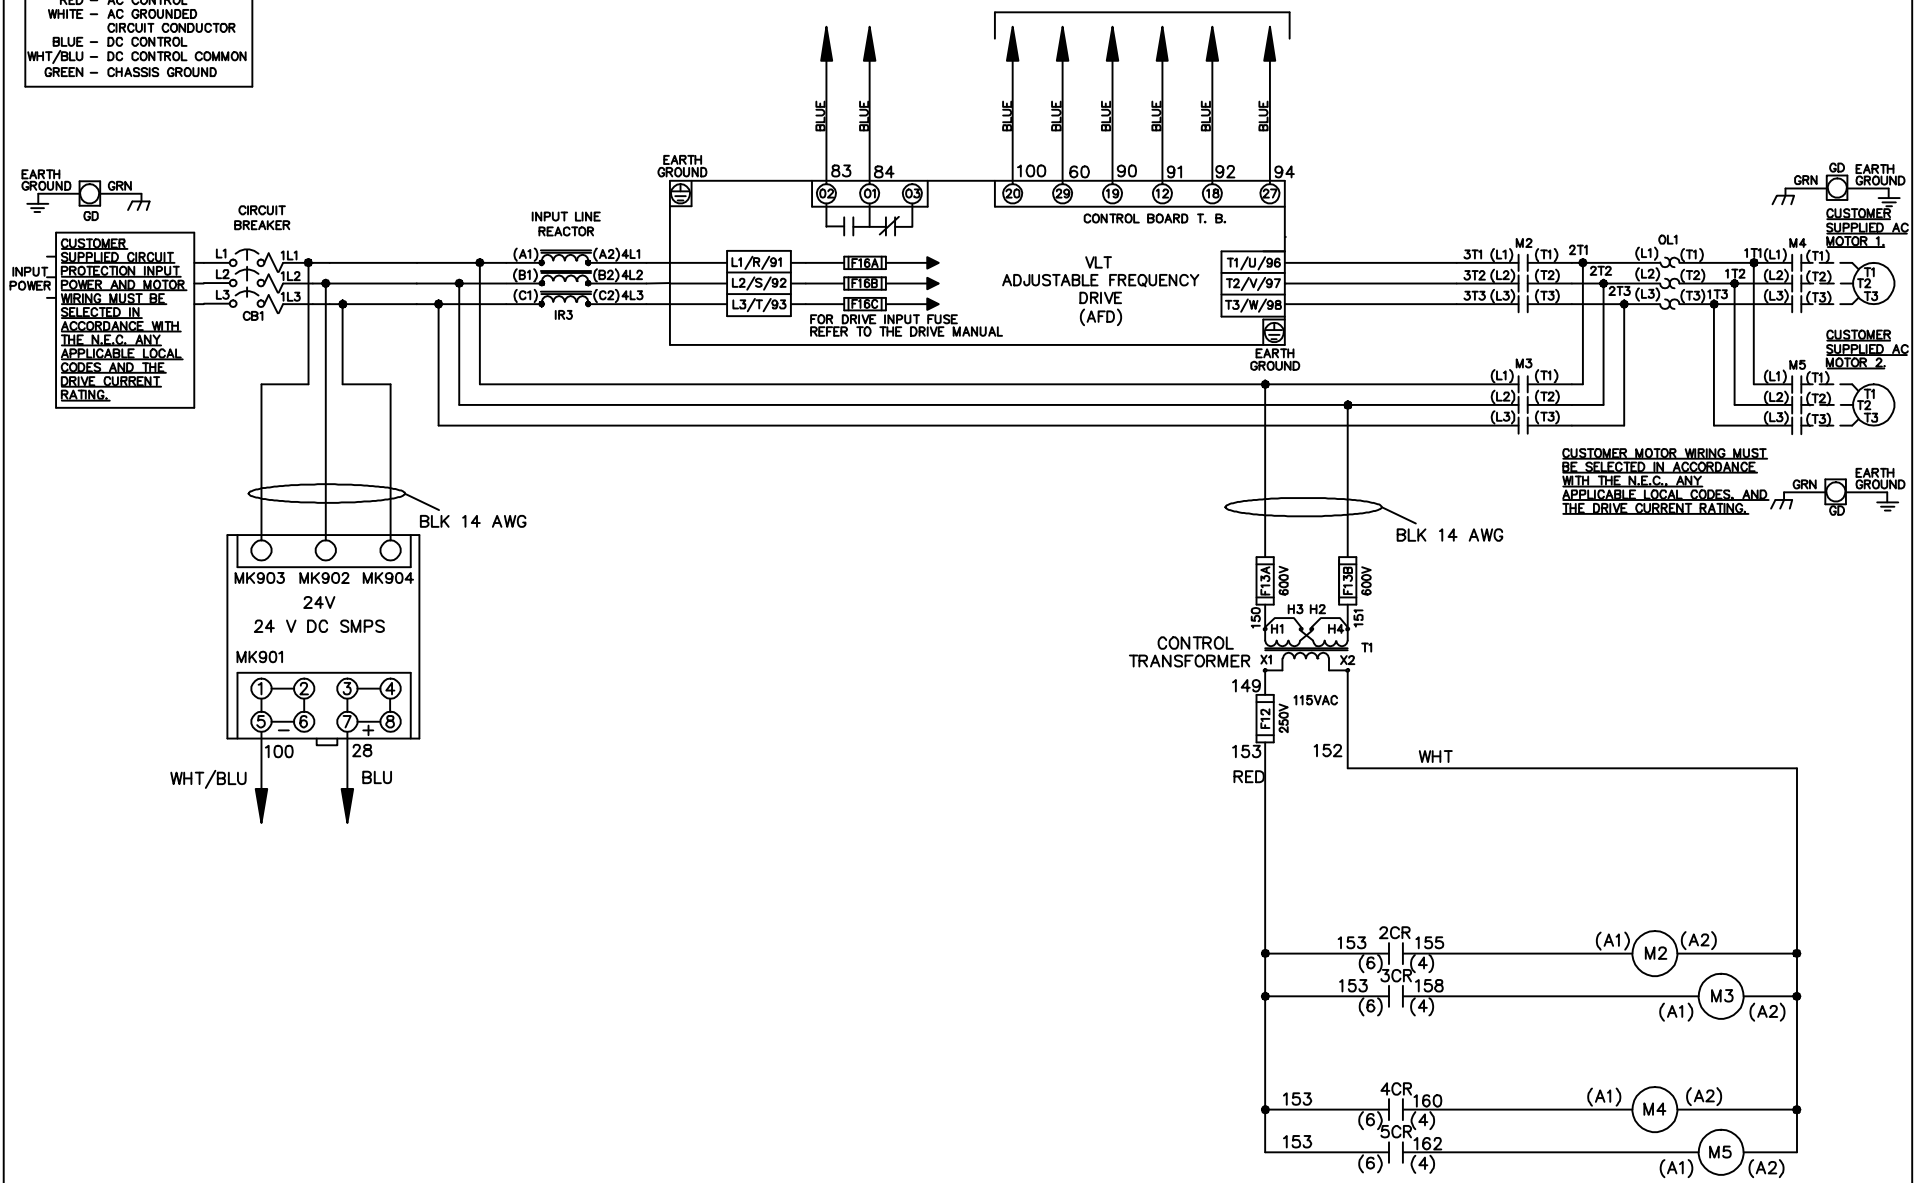 RED – AC CONTROL
WHITE – AC GROUNDED
CIRCUIT CONDUCTOR
BLUE – DC CONTROL
WHT/BLU – DC CONTROL COMMON
GREEN – CHASSIS GROUND
BLUE
BLUE
BLUE
BLUE
BLUE
BLUE
BLUE
BLUE
EARTH
GROUND
GRN
GD
CIRCUIT
BREAKER
INPUT LINE
REACTOR
EARTH
GROUND
83
84
02
01
03
100
60
90
91
92
94
20
29
19
12
18
27
CONTROL BOARD T. B.
GRN
GD
EARTH
GROUND
CUSTOMER
SUPPLIED AC
MOTOR 1.
INPUT
POWER
CUSTOMER
SUPPLIED CIRCUIT
PROTECTION INPUT
POWER AND MOTOR
WIRING MUST BE
SELECTED IN
ACCORDANCE WITH
THE N.E.C. ANY
APPLICABLE LOCAL
CODES AND THE
DRIVE CURRENT
RATING.
L1
1L1
L2
1L2
L3
1L3
CB1
(A1)
(A2)
4L1
(B1)
(B2)
4L2
(C1)
(C2)
4L3
IR3
L1/R/91
L2/S/92
L3/T/93
F16A
F16B
F16C
FOR DRIVE INPUT FUSE
REFER TO THE DRIVE MANUAL
VLT
ADJUSTABLE FREQUENCY
DRIVE
(AFD)
T1/U/96
T2/V/97
T3/W/98
EARTH
GROUND
M2
3T1 (L1) (T1) 2T1
3T2 (L2) (T2) 2T2
3T3 (L3) (T3) 2T3
OL1
(L1) (T1) 1T1
(L2) (T2) 1T2
(L3) (T3) 1T3
M4
(L1) (T1)
(L2) (T2)
(L3) (T3)
T1
T2
T3
CUSTOMER
SUPPLIED AC
MOTOR 2.
M3
(L1) (T1)
(L2) (T2)
(L3) (T3)
M5
(L1) (T1)
(L2) (T2)
(L3) (T3)
T1
T2
T3
CUSTOMER MOTOR WIRING MUST
BE SELECTED IN ACCORDANCE
WITH THE N.E.C., ANY
APPLICABLE LOCAL CODES, AND
THE DRIVE CURRENT RATING.
GRN
GD
EARTH
GROUND
BLK 14 AWG
BLK 14 AWG
MK903 MK902 MK904
24V
24 V DC SMPS
MK901
1 2 3 4
5 6 7 8
– +
100
28
WHT/BLU
BLU
F13A
600V
F13B
600V
150
151
H3 H2
H1
H4
CONTROL
TRANSFORMER
T1
X1
X2
149
115VAC
F12
250V
153
152
RED
WHT
2CR
153
155
(6)
(4)
(A1)
M2
(A2)
3CR
153
158
(6)
(4)
(A1)
M3
(A2)
4CR
153
160
(6)
(4)
(A1)
M4
(A2)
5CR
153
162
(6)
(4)
(A1)
M5
(A2)